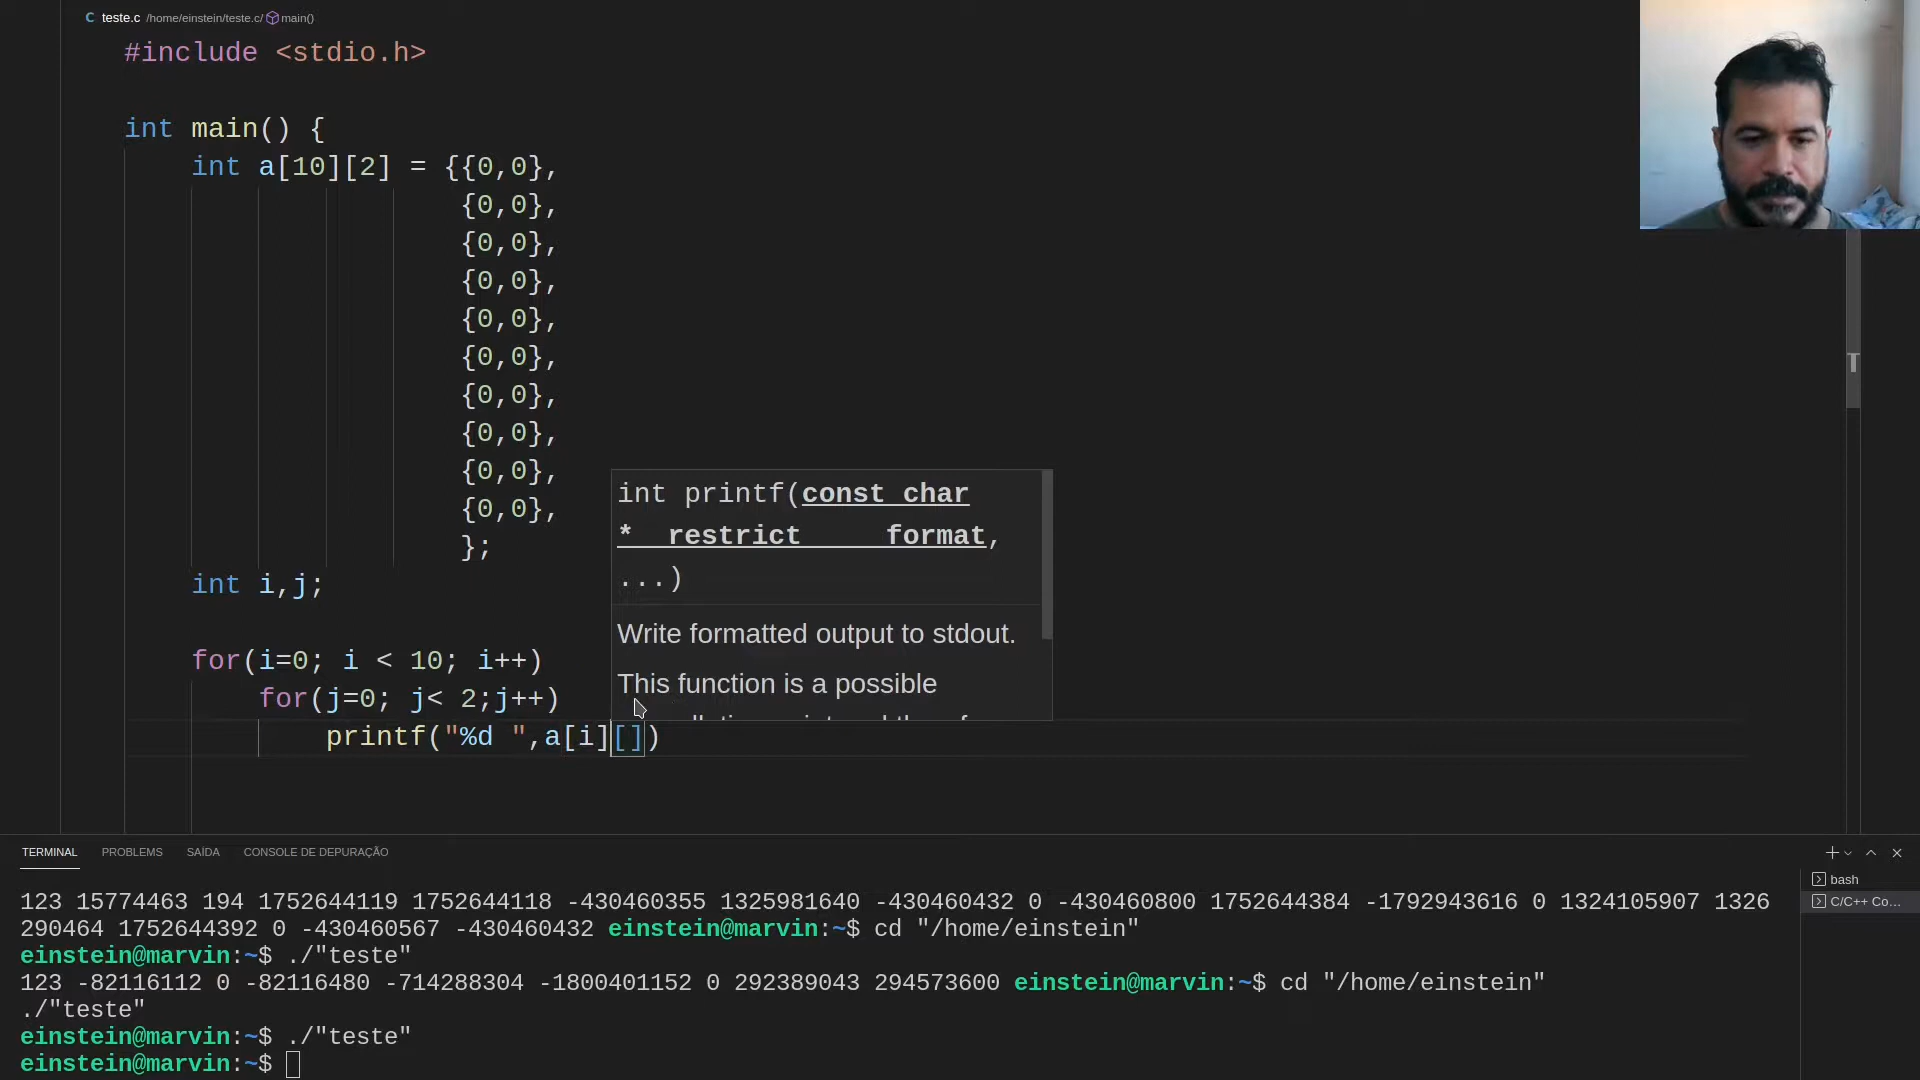 C teste.c /home/einstein/teste.c/ main()
#include <stdio.h>
int main() {
int a[10][2] = {{0,0},
{0,0},
{0,0},
{0,0},
{0,0},
{0,0},
{0,0},
{0,0},
{0,0},
{0,0},
};
int i,j;
for(i=0; i < 10; i++)
for(j=0; j< 2;j++)
printf("%d ",a[i][])
int printf(const char
* restrict format,
...)
Write formatted output to stdout.
This function is a possible
TERMINAL PROBLEMS SAÍDA CONSOLE DE DEPURAÇÃO
123 15774463 194 1752644119 1752644118 -430460355 1325981640 -430460432 0 -430460800 1752644384 -1792943616 0 1324105907 1326
290464 1752644392 0 -430460567 -430460432 einstein@marvin:~$ cd "/home/einstein"
einstein@marvin:~$ ./"teste"
123 -82116112 0 -82116480 -714288304 -1800401152 0 292389043 294573600 einstein@marvin:~$ cd "/home/einstein"
./"teste"
einstein@marvin:~$ ./"teste"
einstein@marvin:~$
bash
C/C++ Co...